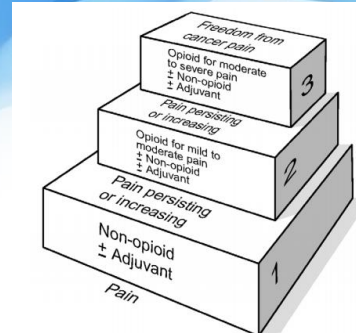 Freedom from
cancer pain
Opioid for moderate
to severe pain
± Non-opioid
± Adjuvant
3
Pain persisting
or increasing
Opioid for mild to
moderate pain
± Non-opioid
± Adjuvant
2
Pain persisting
or increasing
Non-opioid
± Adjuvant
1
Pain